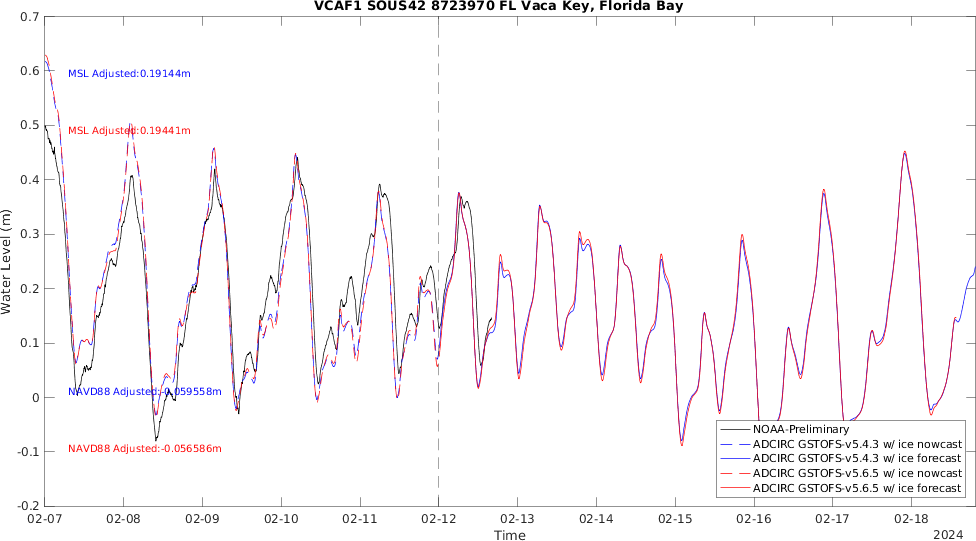 VCAF1 SOUS42 8723970 FL Vaca Key, Florida Bay
Water Level (m)
0.7
0.6
0.5
0.4
0.3
0.2
0.1
0
-0.1
-0.2
MSL Adjusted:0.19144m
MSL Adjusted:0.19441m
NAVD88 Adjusted:-0.059558m
NAVD88 Adjusted:-0.056586m
NOAA-Preliminary
ADCIRC GSTOFS-v5.4.3 w/ ice nowcast
ADCIRC GSTOFS-v5.4.3 w/ ice forecast
ADCIRC GSTOFS-v5.6.5 w/ ice nowcast
ADCIRC GSTOFS-v5.6.5 w/ ice forecast
02-07 02-08 02-09 02-10 02-11 02-12 02-13 02-14 02-15 02-16 02-17 02-18
Time
2024